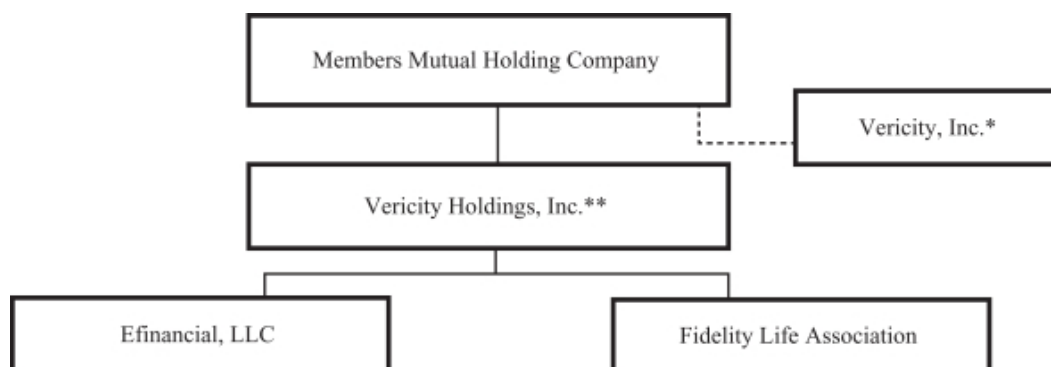 Members Mutual Holding Company
Vericity, Inc.*
Vericity Holdings, Inc.**
Efinancial, LLC
Fidelity Life Association